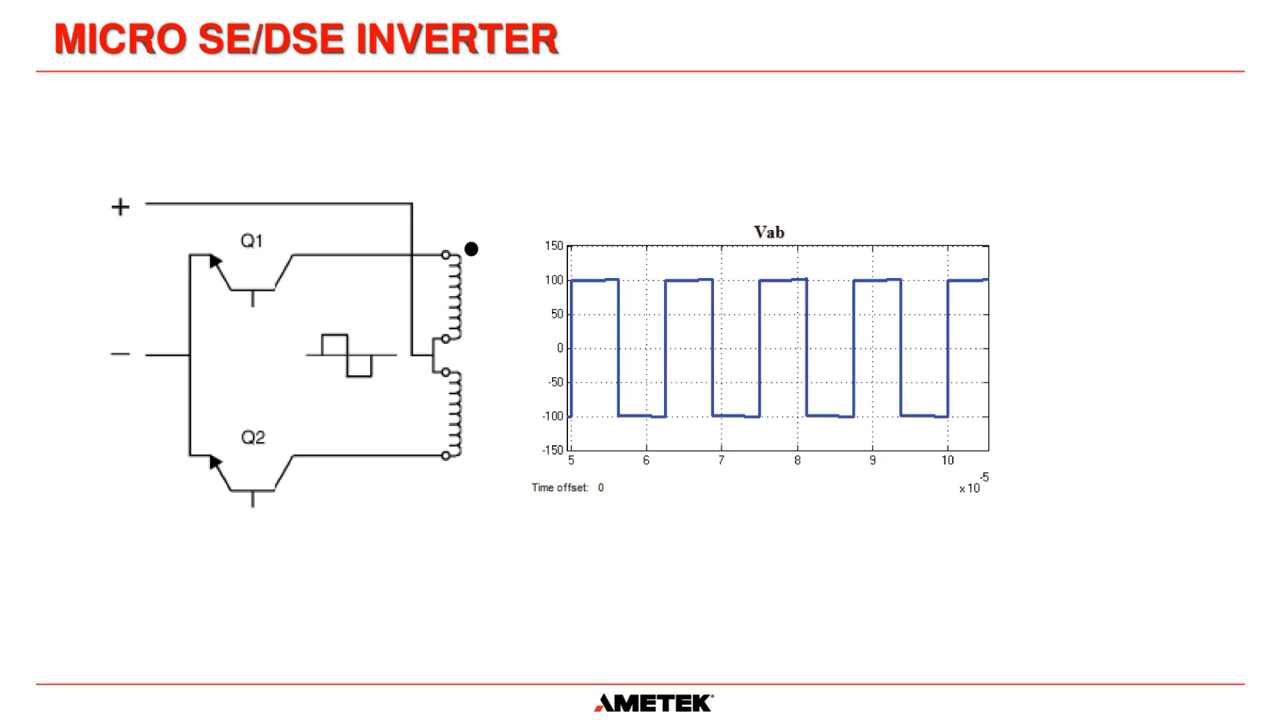 MICRO SE/DSE INVERTER
+
Q1
−
Q2
Vab
150
100
50
0
-50
-100
-150
5 6 7 8 9 10
x 10
-5
Time offset: 0
AMETEK